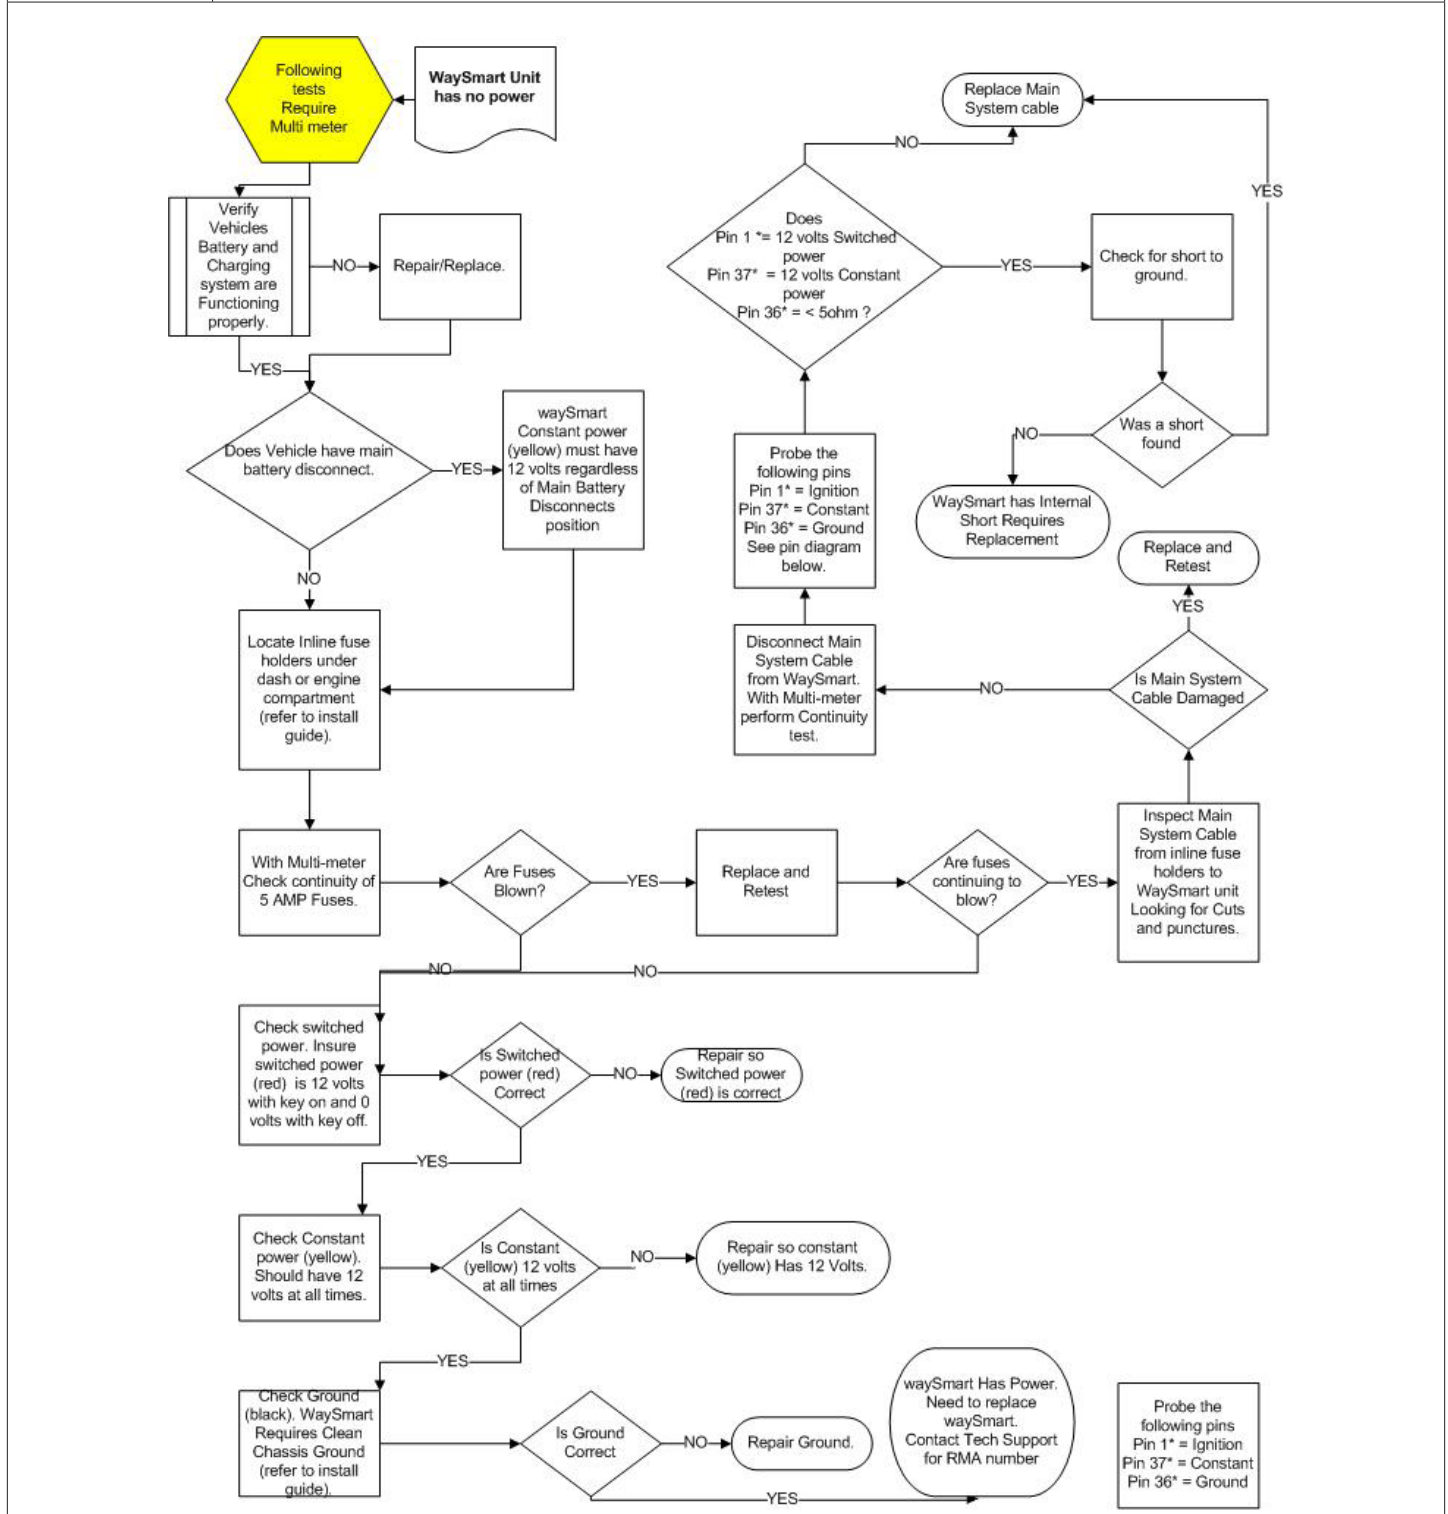 Following
tests
Require
Multi meter
WaySmart Unit
has no power
Verify
Vehicles
Battery and
Charging
system are
Functioning
properly.
NO
Repair/Replace.
YES
Does Vehicle have main
battery disconnect.
YES
waySmart
Constant power
(yellow) must have
12 volts regardless
of Main Battery
Disconnects
position
NO
Locate Inline fuse
holders under
dash or engine
compartment
(refer to install
guide).
With Multi-meter
Check continuity of
5 AMP Fuses.
Are Fuses
Blown?
YES
Replace and
Retest
Are fuses
continuing to
blow?
YES
Inspect Main
System Cable
from inline fuse
holders to
WaySmart unit
Looking for Cuts
and punctures.
Is Main System
Cable Damaged
YES
Replace and
Retest
NO
Disconnect Main
System Cable
from WaySmart.
With Multi-meter
perform Continuity
test.
Probe the
following pins
Pin 1* = Ignition
Pin 37* = Constant
Pin 36* = Ground
See pin diagram
below.
Does
Pin 1 *= 12 volts Switched
power
Pin 37* = 12 volts Constant
power
Pin 36* = < 5ohm ?
NO
Replace Main
System cable
YES
Check for short to
ground.
Was a short
found
YES
NO
WaySmart has Internal
Short Requires
Replacement
NO
NO
Check switched
power. Insure
switched power
(red) is 12 volts
with key on and 0
volts with key off.
Is Switched
power (red)
Correct
NO
Repair so
Switched power
(red) is correct
YES
Check Constant
power (yellow).
Should have 12
volts at all times.
Is Constant
(yellow) 12 volts
at all times
NO
Repair so constant
(yellow) Has 12 Volts.
YES
Check Ground
(black). WaySmart
Requires Clean
Chassis Ground
(refer to install
guide).
Is Ground
Correct
NO
Repair Ground.
YES
waySmart Has Power.
Need to replace
waySmart.
Contact Tech Support
for RMA number
Probe the
following pins
Pin 1* = Ignition
Pin 37* = Constant
Pin 36* = Ground